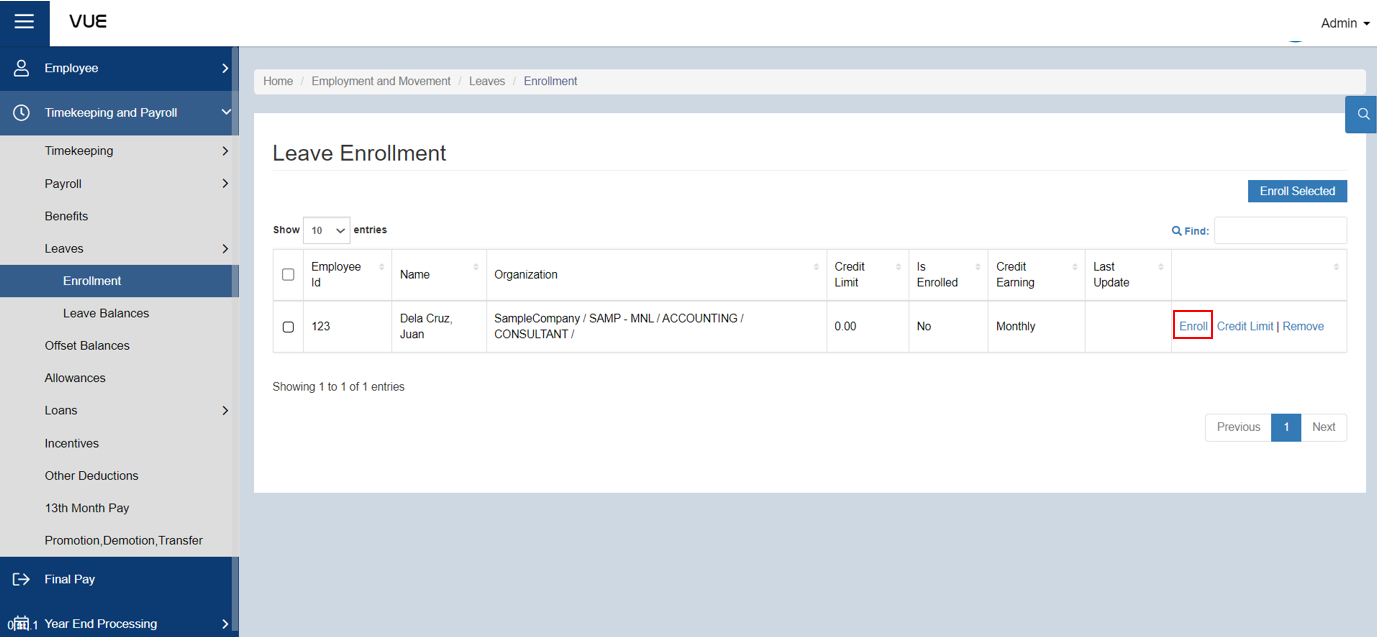 VUE
Admin
Employee
Timekeeping and Payroll
Timekeeping
Payroll
Benefits
Leaves
Enrollment
Leave Balances
Offset Balances
Allowances
Loans
Incentives
Other Deductions
13th Month Pay
Promotion,Demotion,Transfer
Final Pay
Year End Processing
Home / Employment and Movement / Leaves / Enrollment
Leave Enrollment
Enroll Selected
Show 10 entries
Find:
Employee Id
Name
Organization
Credit Limit
Is Enrolled
Credit Earning
Last Update
123
Dela Cruz, Juan
SampleCompany / SAMP - MNL / ACCOUNTING /
CONSULTANT /
0.00
No
Monthly
Enroll Credit Limit | Remove
Showing 1 to 1 of 1 entries
Previous 1 Next